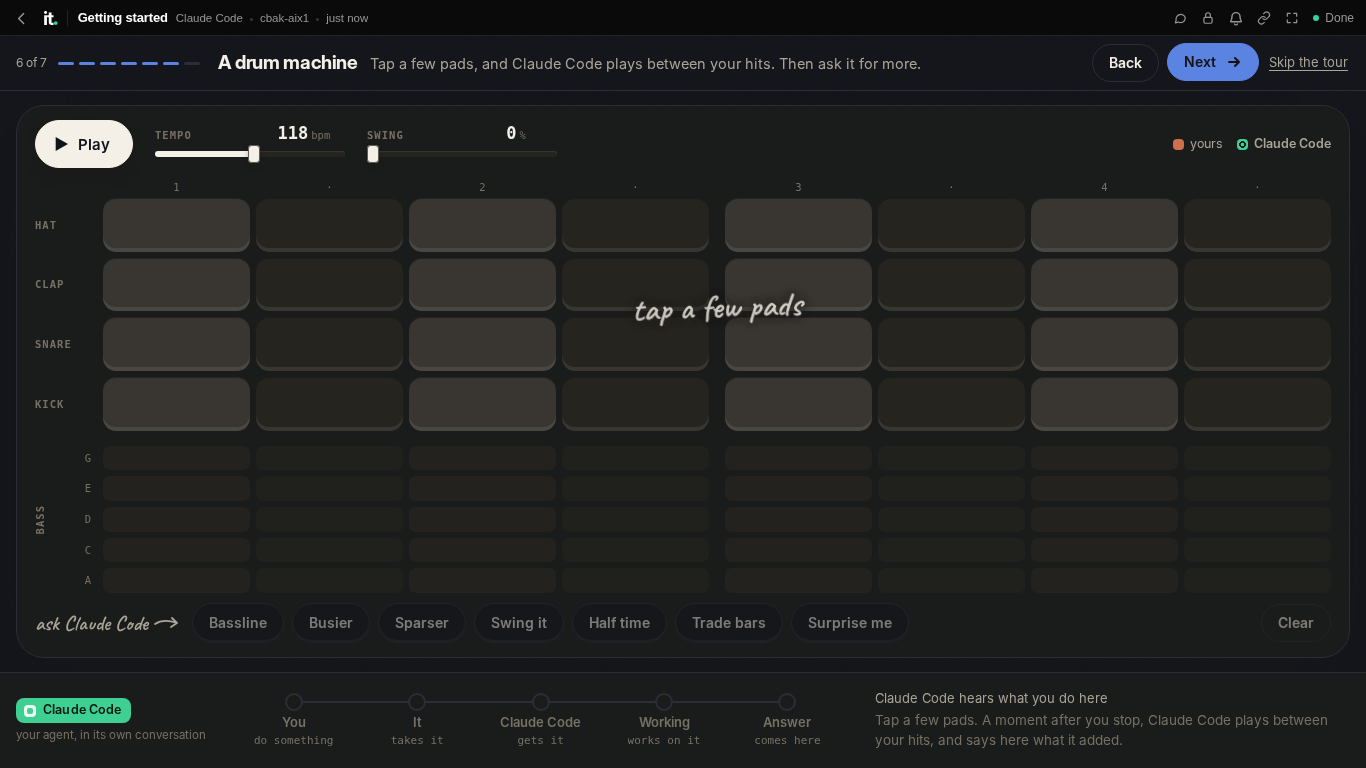 it. Getting started Claude Code • cbak-aix1 • just now Done
6 of 7 A drum machine Tap a few pads, and Claude Code plays between your hits. Then ask it for more. Back Next Skip the tour
Play TEMPO 118 bpm SWING 0 % yours Claude Code
1 · 2 · 3 · 4 ·
HAT
CLAP
tap a few pads
SNARE
KICK
G
E
BASS
D
C
A
ask Claude Code Bassline Busier Sparser Swing it Half time Trade bars Surprise me Clear
Claude Code
your agent, in its own conversation
You It Claude Code Working Answer
do something takes it gets it works on it comes here
Claude Code hears what you do here
Tap a few pads. A moment after you stop, Claude Code plays between
your hits, and says here what it added.